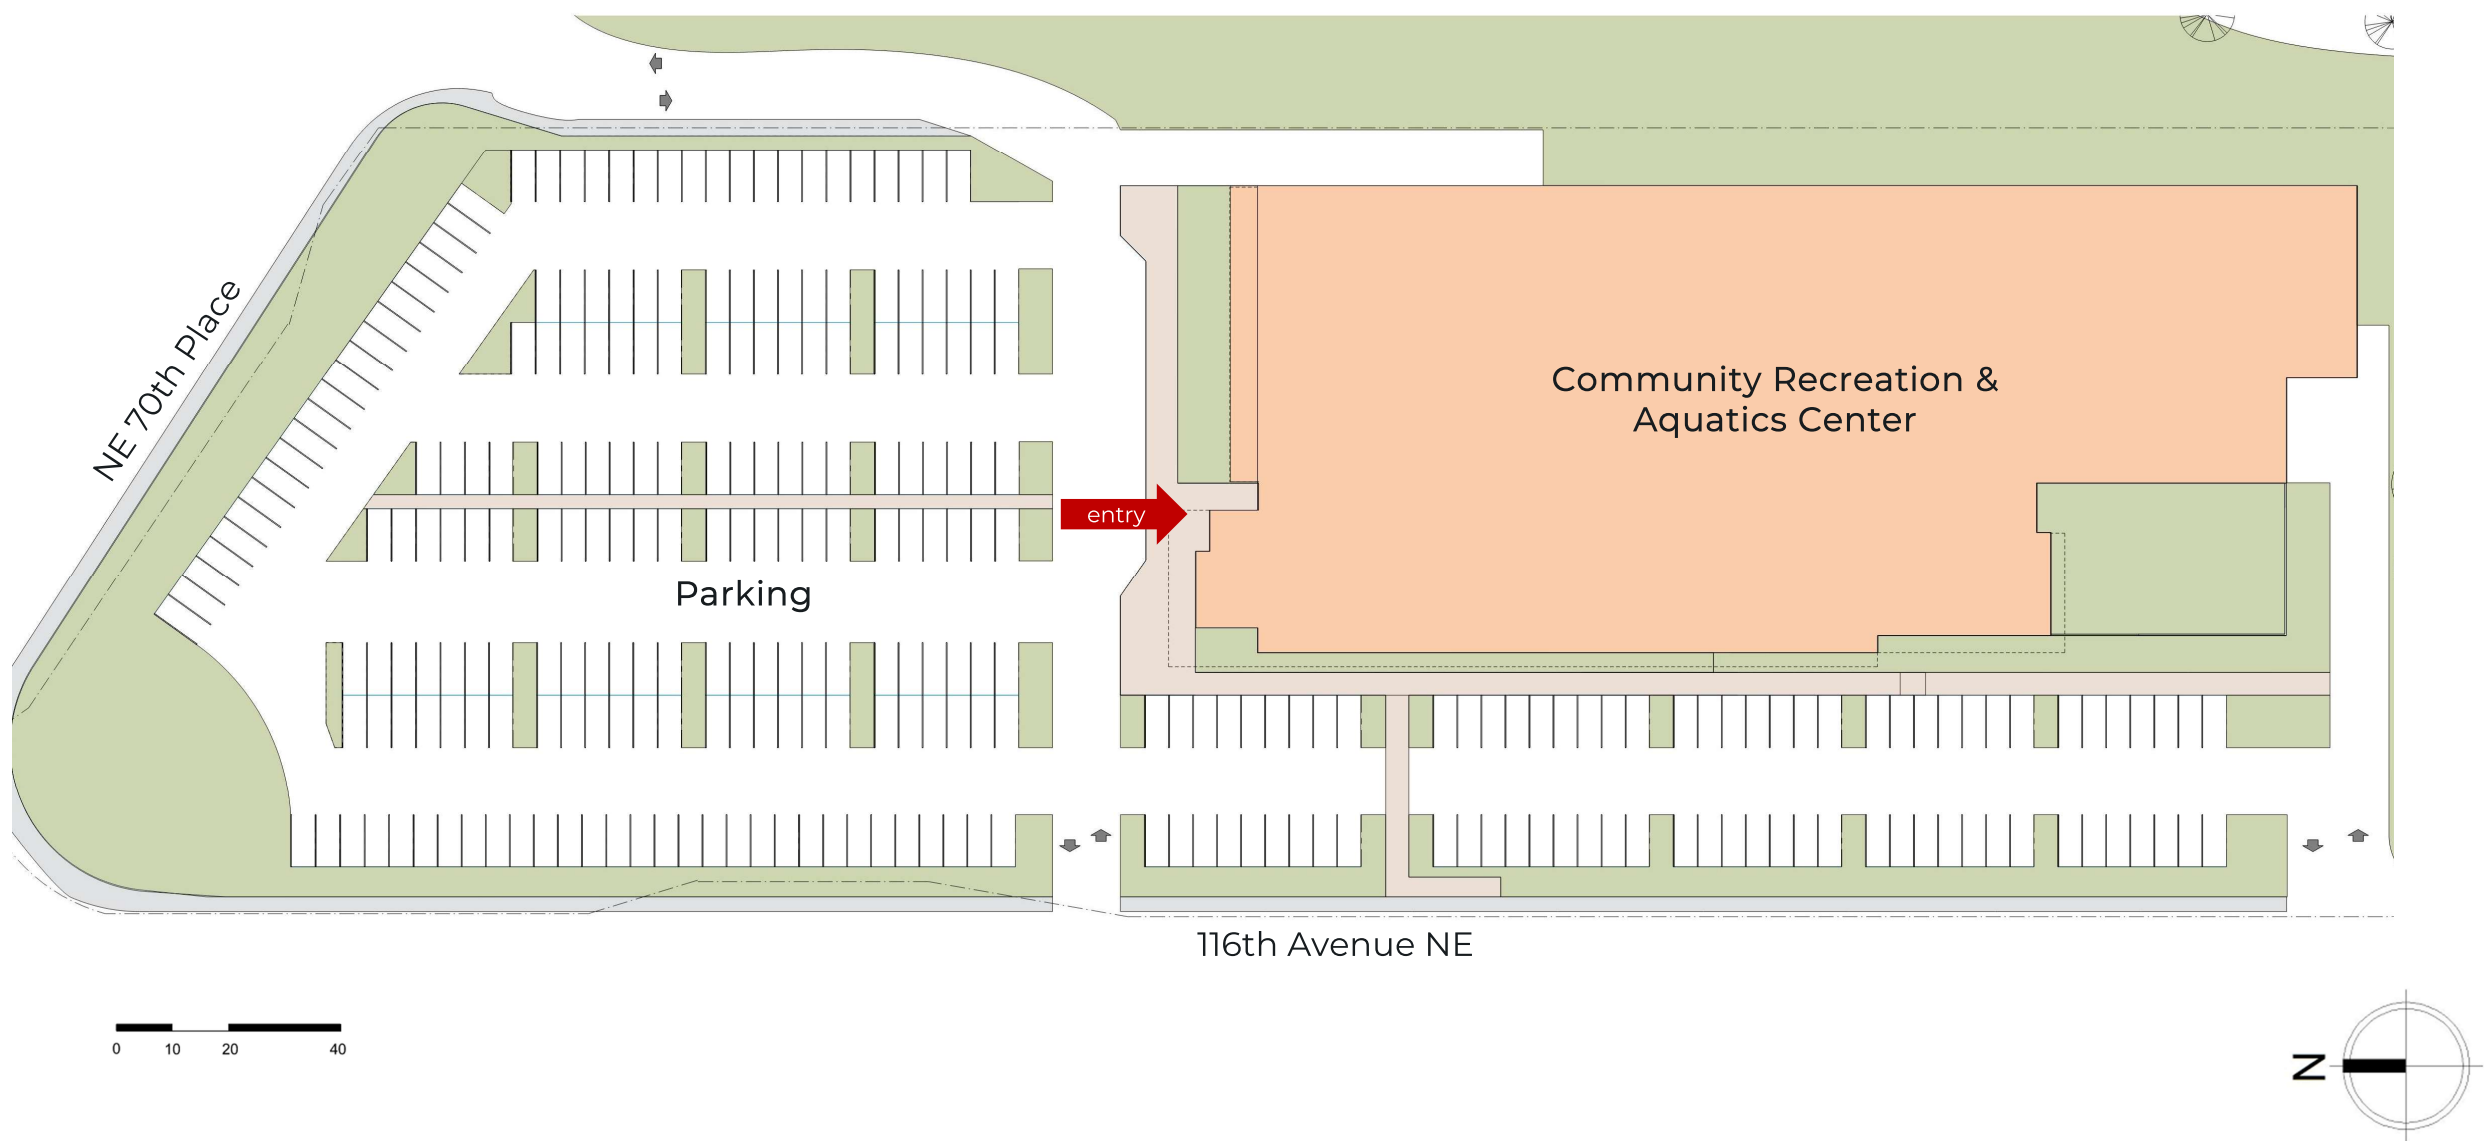 NE 70th Place
Community Recreation &
Aquatics Center
entry
Parking
116th Avenue NE
0 10 20 40
N